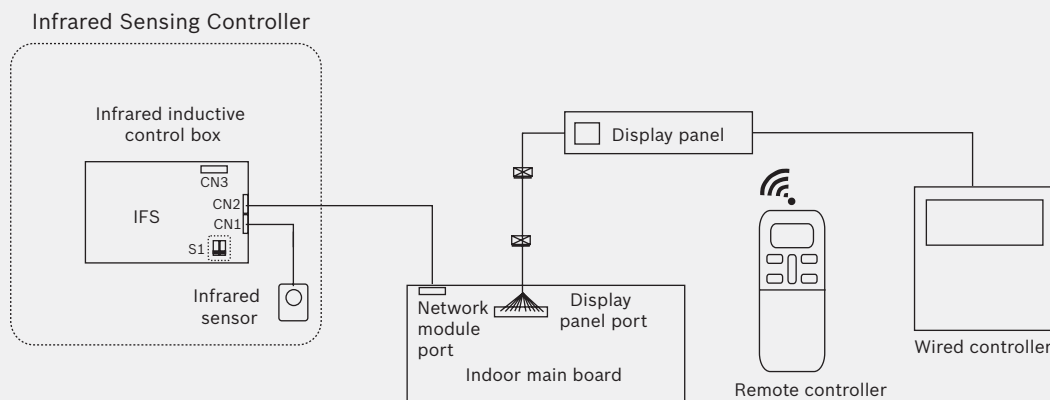 Infrared Sensing Controller
Infrared inductive
control box
CN3
IFS
CN2
CN1
S1
Infrared
sensor
Display panel
Network
module
port
Display
panel port
Indoor main board
Remote controller
Wired controller